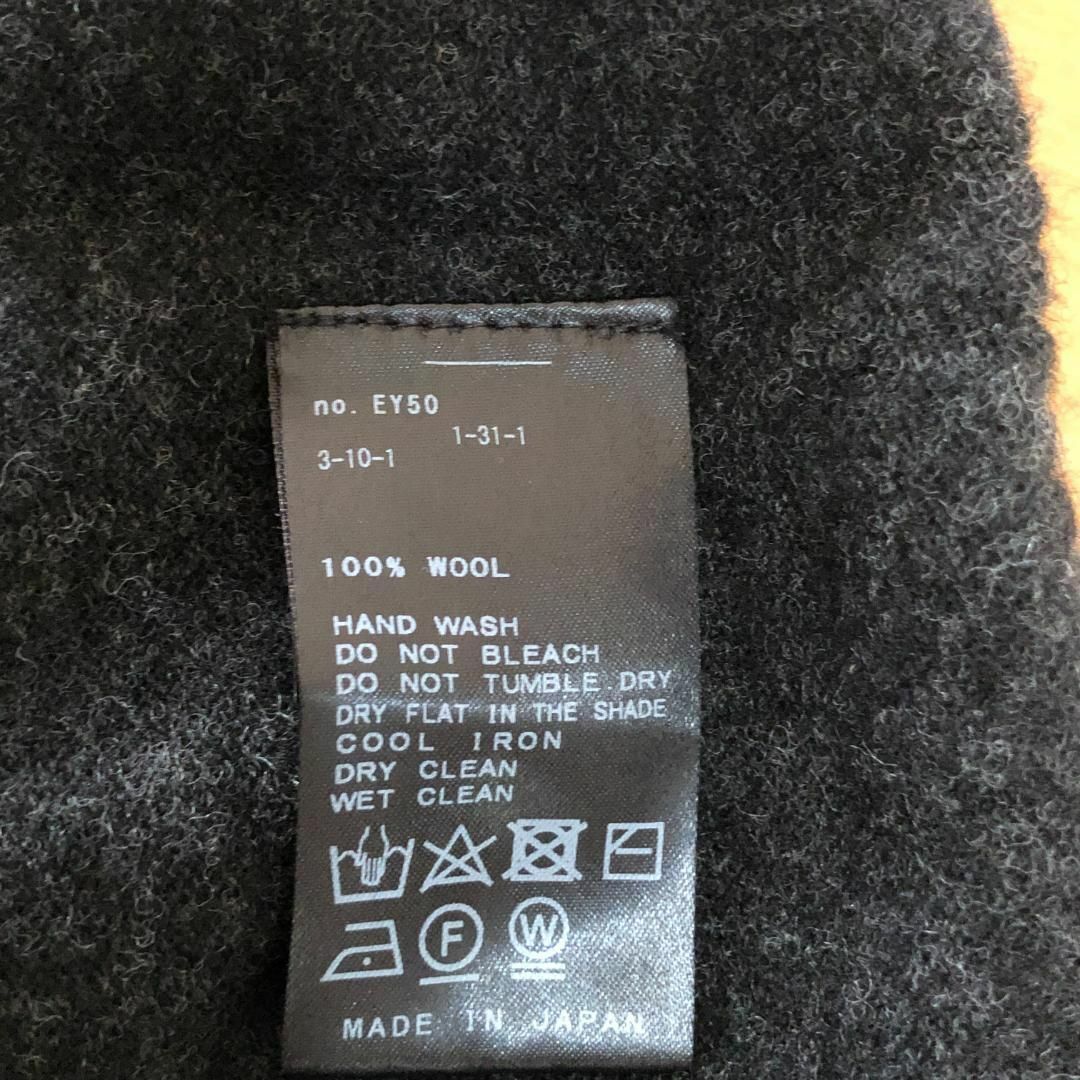 no. EY50
1-31-1
3-10-1
100% WOOL
HAND WASH
DO NOT BLEACH
DO NOT TUMBLE DRY
DRY FLAT IN THE SHADE
COOL IRON
DRY CLEAN
WET CLEAN
F W
MADE IN JAPAN